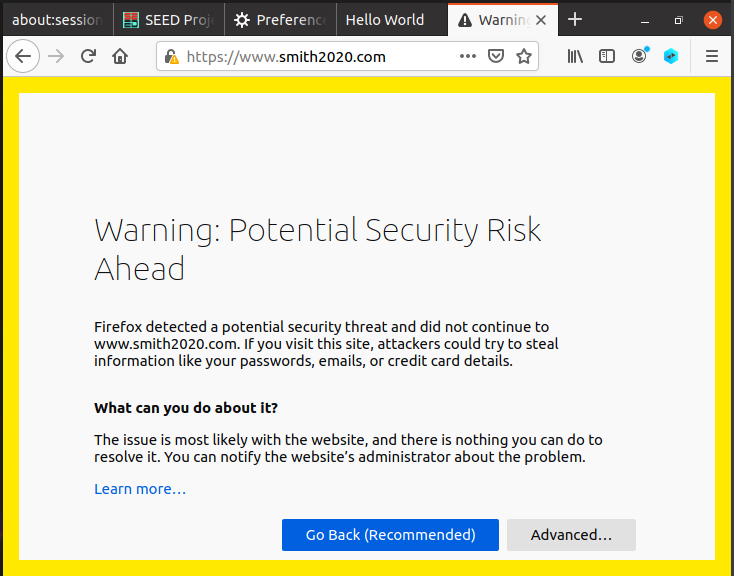 about:session SEED Proje Preference Hello World Warning
https://www.smith2020.com
Warning: Potential Security Risk
Ahead
Firefox detected a potential security threat and did not continue to
www.smith2020.com. If you visit this site, attackers could try to steal
information like your passwords, emails, or credit card details.
What can you do about it?
The issue is most likely with the website, and there is nothing you can do to
resolve it. You can notify the website’s administrator about the problem.
Learn more…
Go Back (Recommended) Advanced…